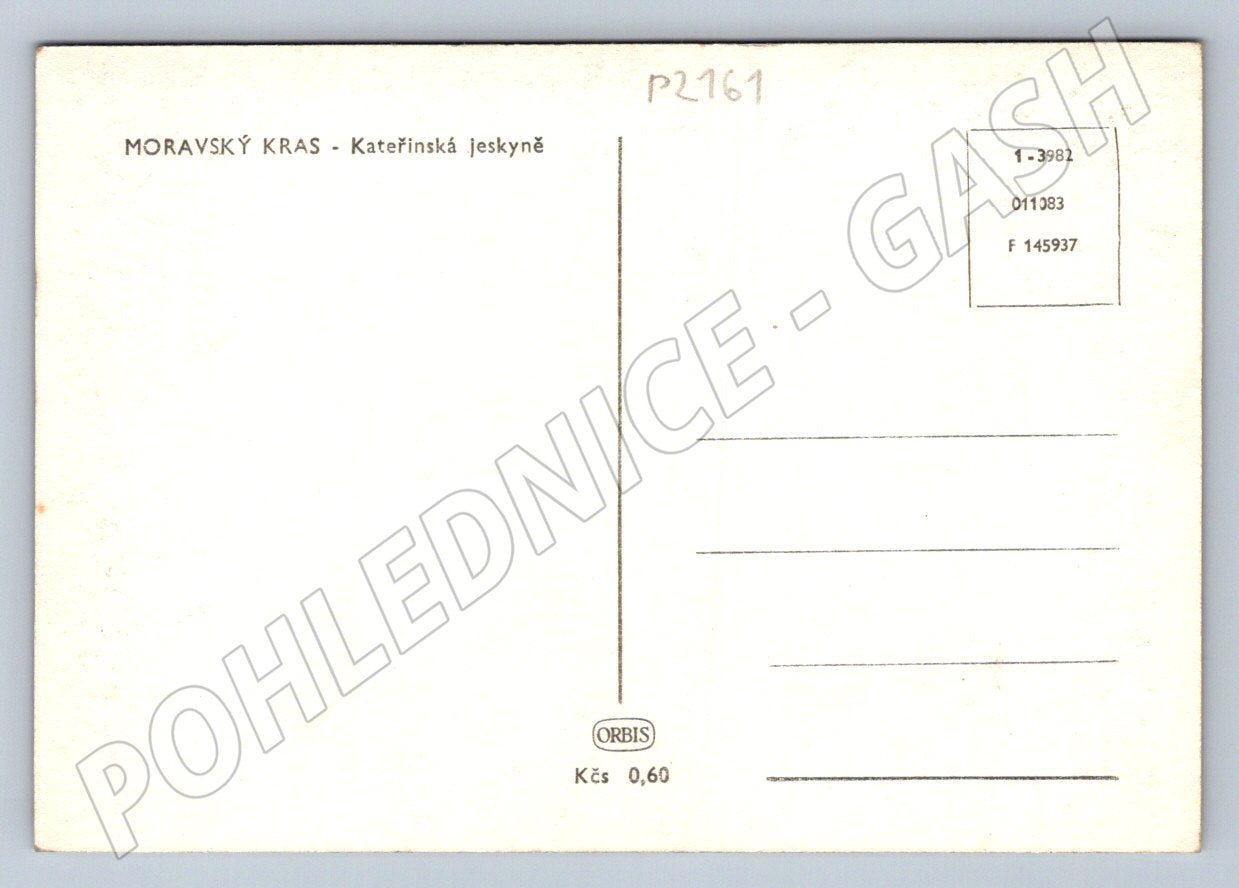 P2161
MORAVSKÝ KRAS - Kateřinská jeskyně
1 - 3982
011083
F 145937
ORBIS
Kčs 0,60
POHLEDNICE - GASH